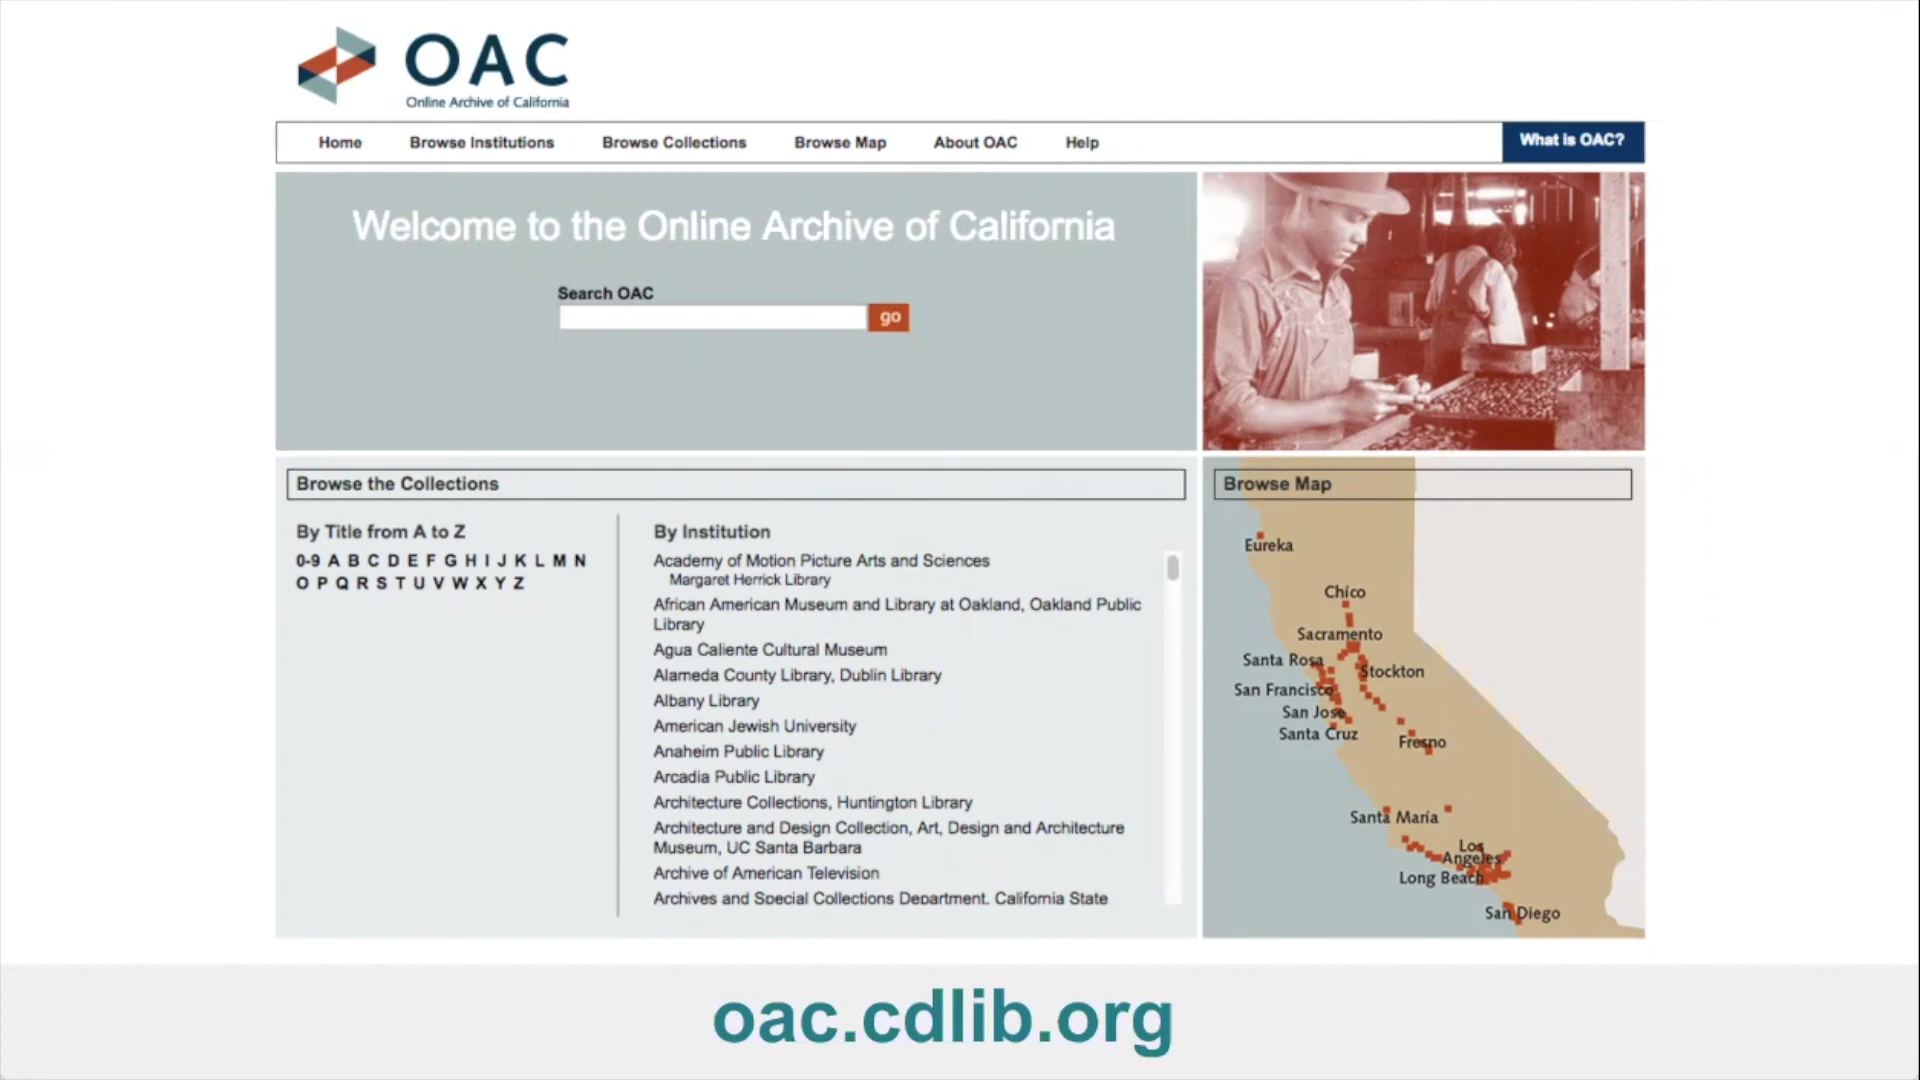 OAC
Online Archive of California
Home Browse Institutions Browse Collections Browse Map About OAC Help What is OAC?
Welcome to the Online Archive of California
Search OAC
go
Browse the Collections
By Title from A to Z
0-9 A B C D E F G H I J K L M N
O P Q R S T U V W X Y Z
By Institution
Academy of Motion Picture Arts and Sciences
Margaret Herrick Library
African American Museum and Library at Oakland, Oakland Public
Library
Agua Caliente Cultural Museum
Alameda County Library, Dublin Library
Albany Library
American Jewish University
Anaheim Public Library
Arcadia Public Library
Architecture Collections, Huntington Library
Architecture and Design Collection, Art, Design and Architecture
Museum, UC Santa Barbara
Archive of American Television
Archives and Special Collections Department, California State
Browse Map
Eureka
Chico
Sacramento
Santa Rosa
Stockton
San Francisco
San Jose
Santa Cruz
Fresno
Santa Maria
Los
Angeles
Long Beach
San Diego
oac.cdlib.org